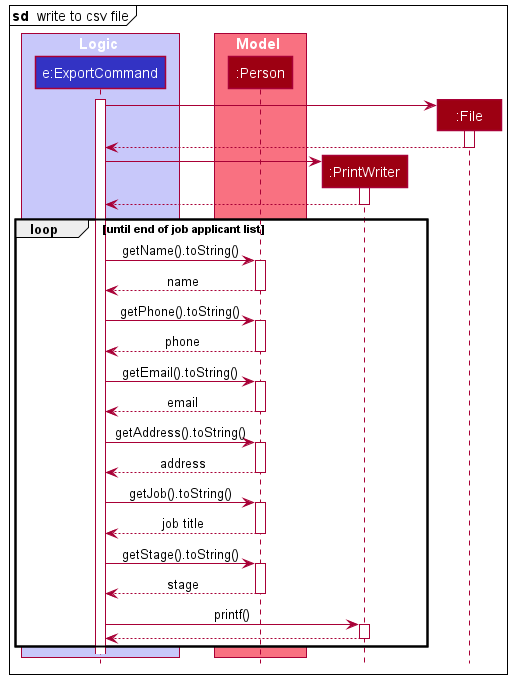 sd write to csv file
Logic
Model
e:ExportCommand
:Person
:File
:PrintWriter
loop
[until end of job applicant list]
getName().toString()
name
getPhone().toString()
phone
getEmail().toString()
email
getAddress().toString()
address
getJob().toString()
job title
getStage().toString()
stage
printf()